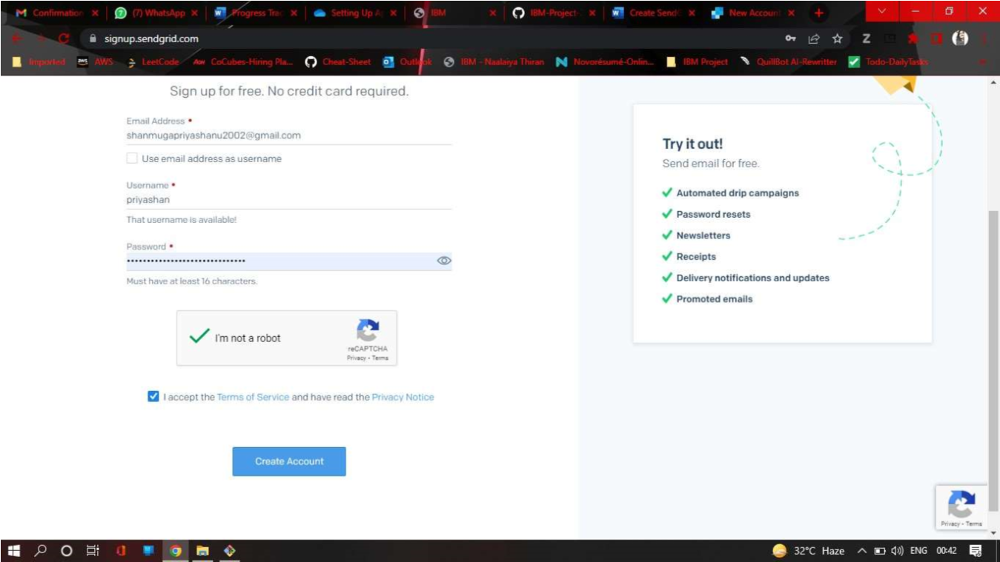 Confirmation
(7) WhatsApp
Progress Trac
Setting Up A
IBM
IBM-Project-
Create Send
New Account
signup.sendgrid.com
Imported
AWS
LeetCode
CoCubes-Hiring Pla...
Cheat-Sheet
Outlook
IBM - Naalaiya Thiran
Novorésumé-Onlin...
IBM Project
QuillBot AI-Rewritter
Todo-DailyTasks
Sign up for free. No credit card required.
Email Address •
shanmugapriyashanu2002@gmail.com
Use email address as username
Username •
priyashan
That username is available!
Password •
••••••••••••••••••••••••••••••
Must have at least 16 characters.
I'm not a robot
reCAPTCHA
Privacy - Terms
I accept the Terms of Service and have read the Privacy Notice
Create Account
Try it out!
Send email for free.
Automated drip campaigns
Password resets
Newsletters
Receipts
Delivery notifications and updates
Promoted emails
Privacy - Terms
32°C Haze
ENG
00:42